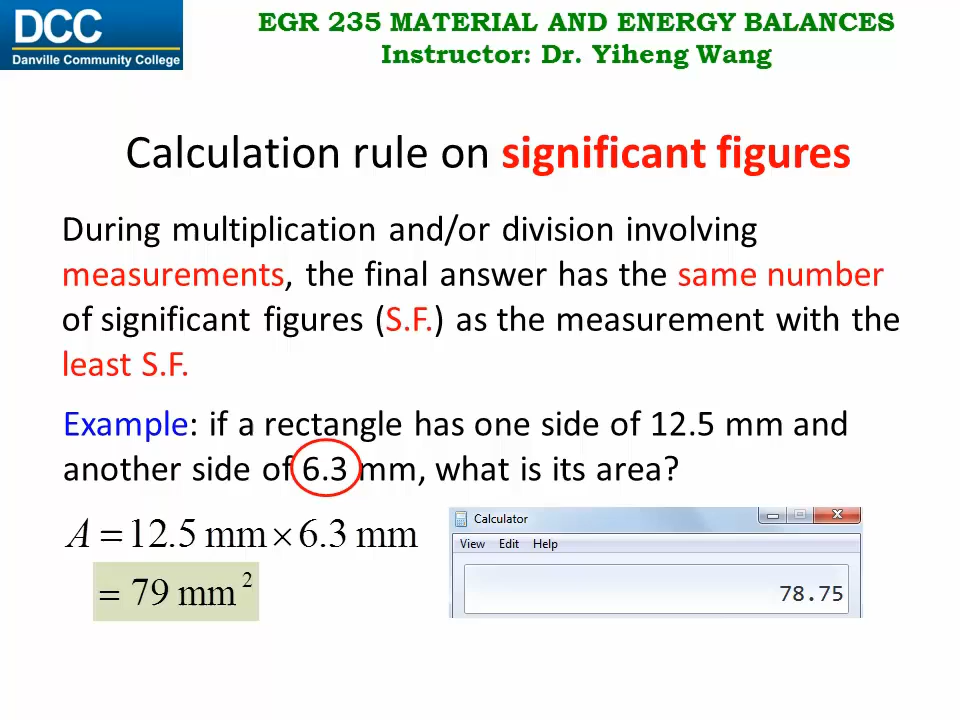 DCC
Danville Community College
EGR 235 MATERIAL AND ENERGY BALANCES
Instructor: Dr. Yiheng Wang
Calculation rule on significant figures
During multiplication and/or division involving
measurements, the final answer has the same number
of significant figures (S.F.) as the measurement with the
least S.F.
Example: if a rectangle has one side of 12.5 mm and
another side of 6.3 mm, what is its area?
A = 12.5 mm × 6.3 mm
= 79 mm²
Calculator
View Edit Help
78.75